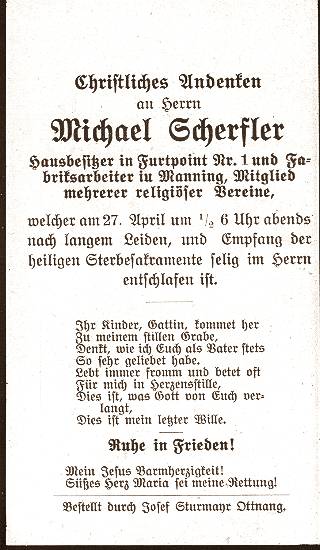 Christliches Andenken
an Herrn
Michael Scherfler
Hausbesitzer in Furtpoint Nr. 1 und Fa-
briksarbeiter in Manning, Mitglied
mehrerer religiöser Vereine,
welcher am 27. April um ½ 6 Uhr abends
nach langem Leiden, und Empfang der
heiligen Sterbesakramente selig im Herrn
entschlafen ist.
Ihr Kinder, Gattin, kommet her
Zu meinem stillen Grabe,
Denkt, wie ich Euch als Vater stets
So sehr geliebet habe.
Lebt immer fromm und betet oft
Für mich in Herzensstille,
Dies ist, was Gott von Euch ver-
langt,
Dies ist mein letzter Wille.
Ruhe in Frieden!
Mein Jesus Barmherzigkeit!
Süßes Herz Maria sei meine Rettung!
Bestellt durch Josef Sturmayr Ottnang.